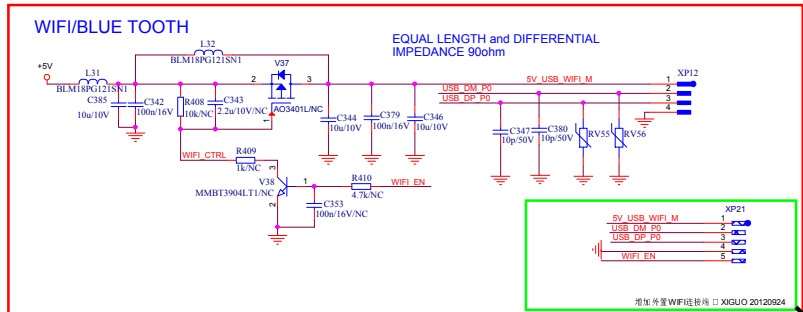 WIFI/BLUE TOOTH
EQUAL LENGTH and DIFFERENTIAL
IMPEDANCE 90ohm
L32
BLM18PG121SN1
+5V
L31
BLM18PG121SN1
V37
2
3
1
AO3401L/NC
C385
10u/10V
C342
100n/16V
R408
10k/NC
C343
2.2u/10V/NC
C344
10u/10V
C379
100n/16V
C346
10u/10V
5V_USB_WIFI_M
USB_DM_P0
USB_DP_P0
XP12
1
2
3
4
C347
10p/50V
C380
10p/50V
RV55
RV56
WIFI_CTRL
R409
1k/NC
V38
MMBT3904LT1/NC
3
1
2
R410
4.7k/NC
WIFI_EN
C353
100n/16V/NC
XP21
5V_USB_WIFI_M
1
USB_DM_P0
2
USB_DP_P0
3
4
WIFI_EN
5
增加外置WIFI连接端口 XIGUO 20120924